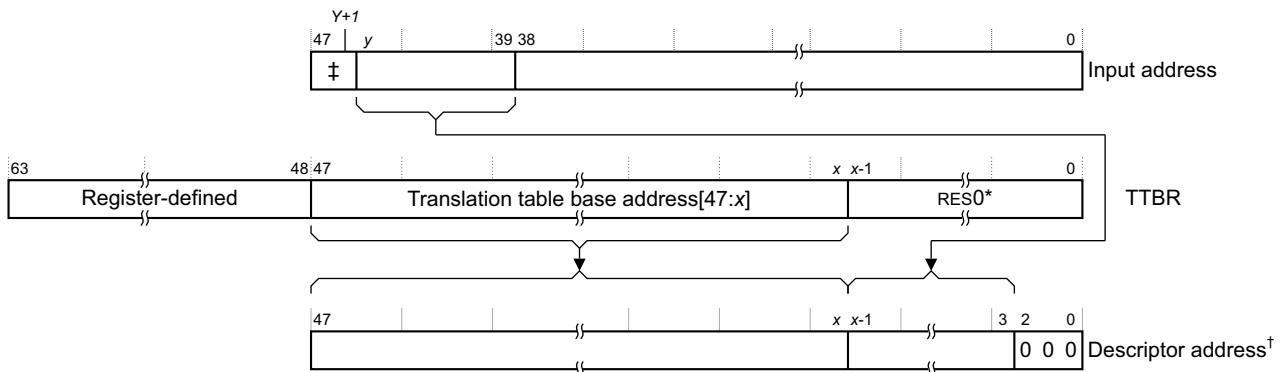 Y+1
47 y 39 38 0
‡ Input address
63 48 47 x x-1 0
Register-defined Translation table base address[47:x] RES0* TTBR
47 x x-1 3 2 0
0 0 0 Descriptor address†